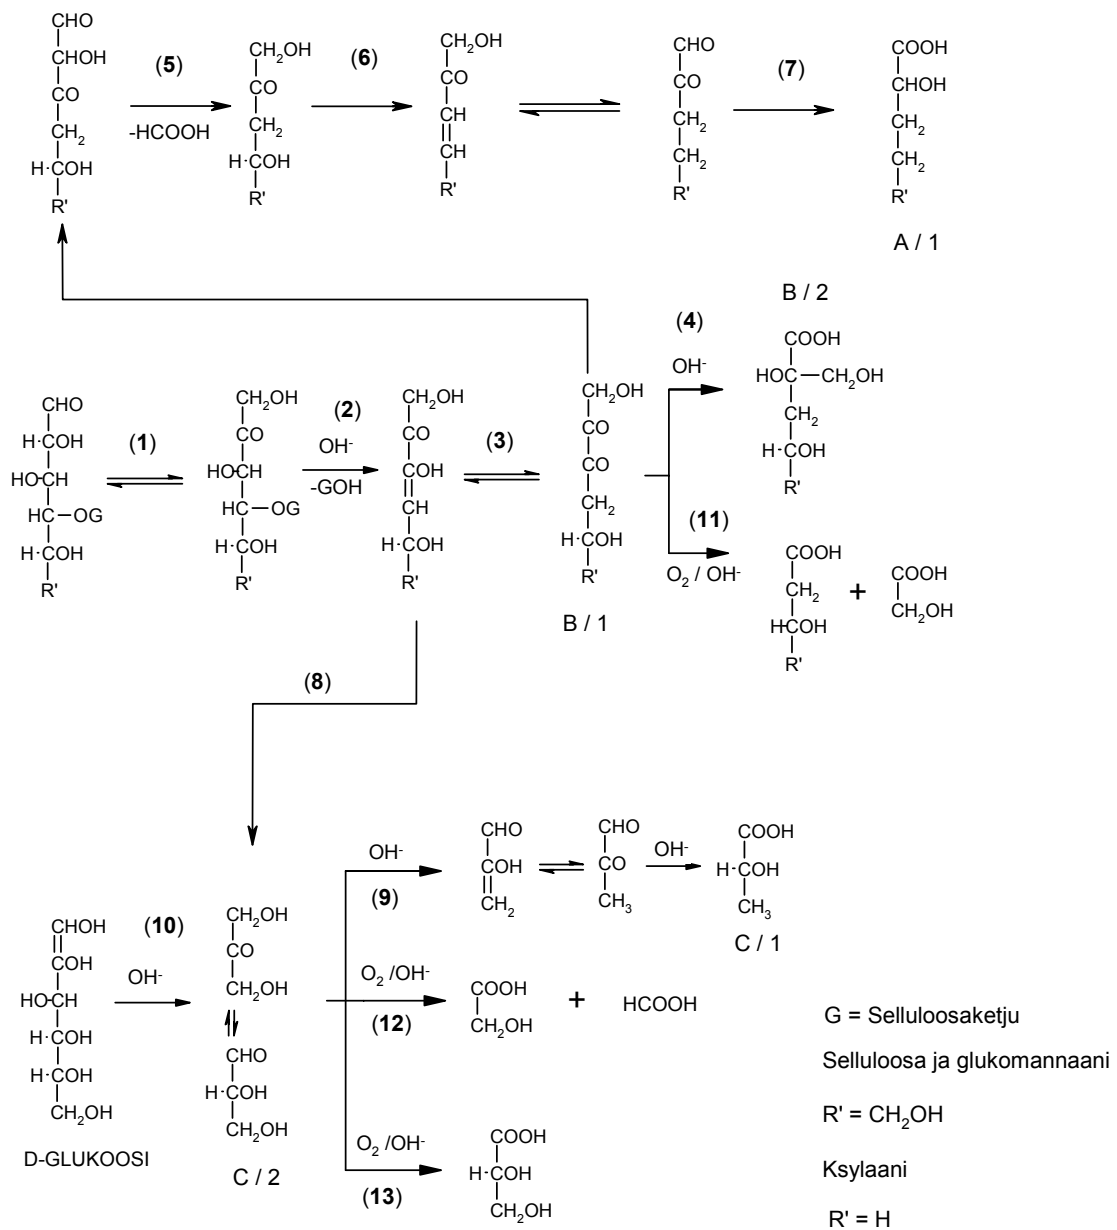 CHO
CHOH
CO
CH2
H·COH
R'
(5)
-HCOOH
CH2OH
CO
CH2
H·COH
R'
(6)
CH2OH
CO
CH
CH
R'
CHO
CO
CH2
CH2
R'
(7)
COOH
CHOH
CH2
CH2
R'
A / 1
B / 2
CHO
H·COH
HO·CH
HC–OG
H·COH
R'
(1)
CH2OH
CO
HO·CH
HC–OG
H·COH
R'
(2)
OH-
-GOH
CH2OH
CO
COH
CH
H·COH
R'
(3)
CH2OH
CO
CO
CH2
H·COH
R'
B / 1
(4)
OH-
COOH
HOC–CH2OH
CH2
H·COH
R'
(11)
O2 / OH-
COOH
CH2
H·COH
R'
+
COOH
CH2OH
(8)
CHOH
COH
HO·CH
H·COH
H·COH
CH2OH
D-GLUKOOSI
(10)
OH-
CH2OH
CO
CH2OH
CHO
H·COH
CH2OH
C / 2
OH-
(9)
CHO
COH
CH2
CHO
CO
CH3
OH-
COOH
H·COH
CH3
C / 1
O2 /OH-
(12)
COOH
CH2OH
+
HCOOH
O2 /OH-
(13)
COOH
H·COH
CH2OH
G = Selluloosaketju
Selluloosa ja glukomannaani
R' = CH2OH
Ksylaani
R' = H